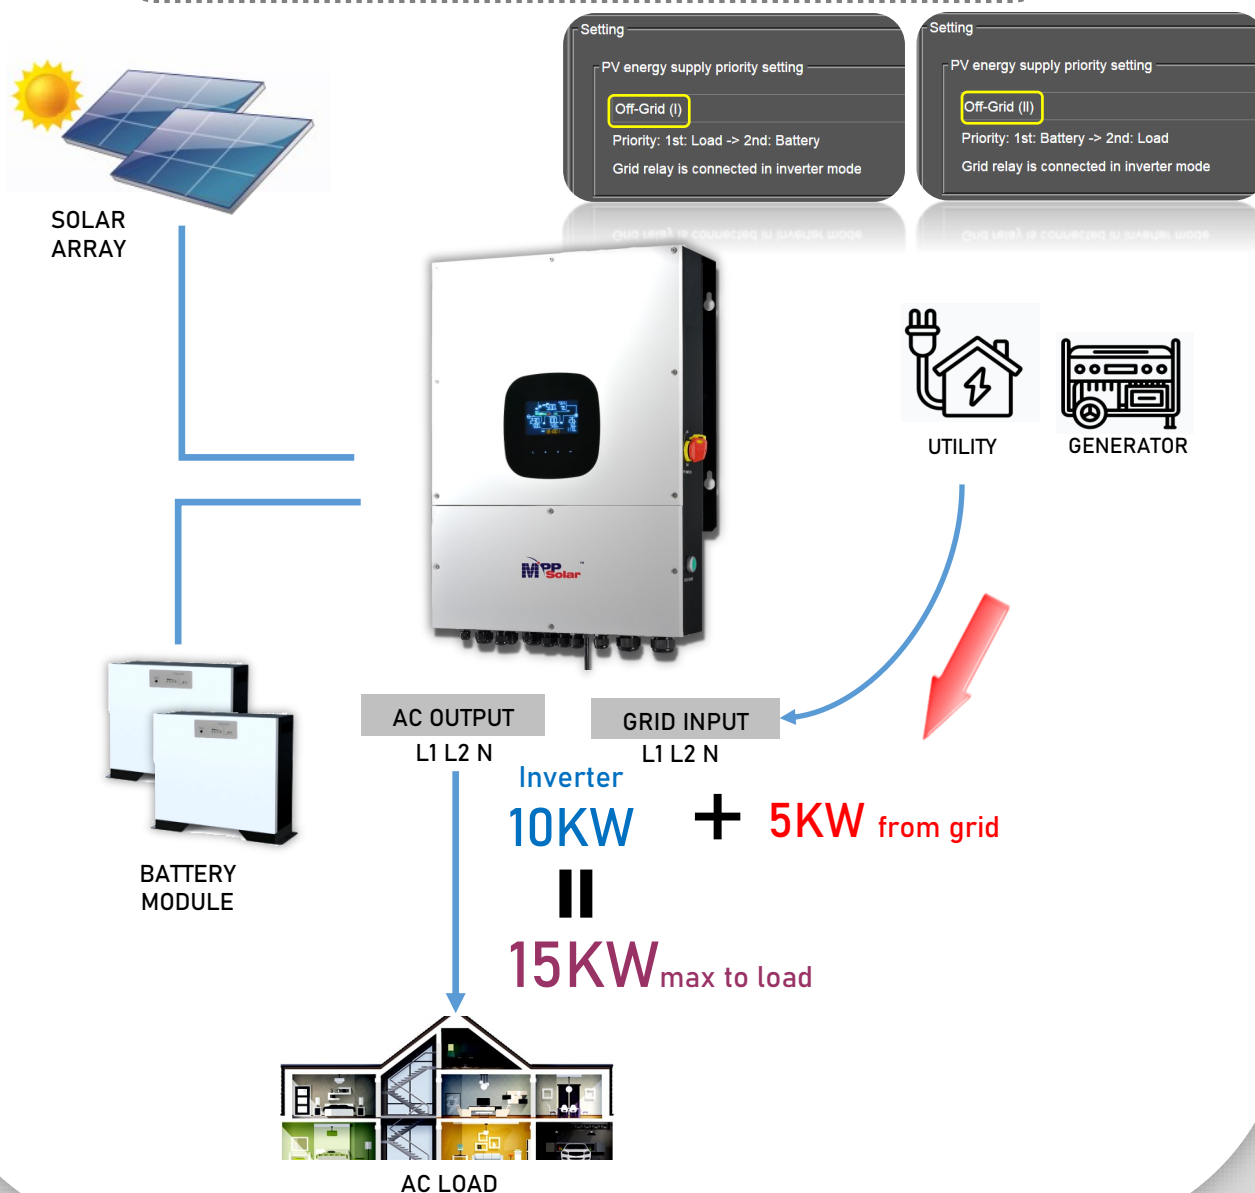 Setting
PV energy supply priority setting
Off-Grid (I)
Priority: 1st: Load -> 2nd: Battery
Grid relay is connected in inverter mode
Setting
PV energy supply priority setting
Off-Grid (II)
Priority: 1st: Battery -> 2nd: Load
Grid relay is connected in inverter mode
SOLAR
ARRAY
UTILITY
GENERATOR
MPP
Solar
AC OUTPUT
L1 L2 N
GRID INPUT
L1 L2 N
Inverter
10KW + 5KW from grid
=
15KW max to load
BATTERY
MODULE
AC LOAD